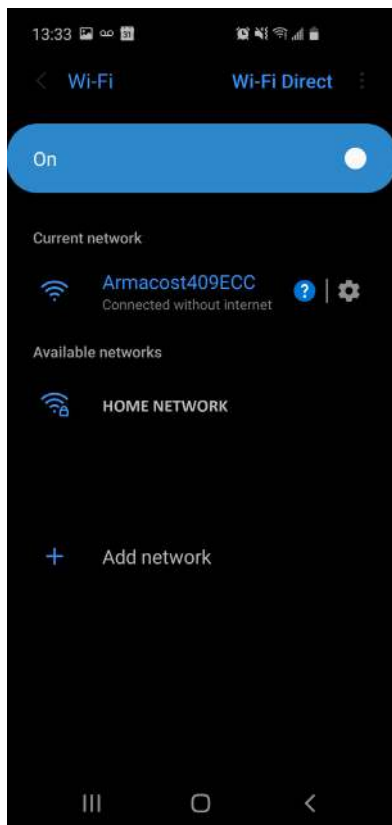 13:33 31
Wi-Fi Wi-Fi Direct
On
Current network
Armacost409ECC
Connected without internet
?
Available networks
HOME NETWORK
+ Add network